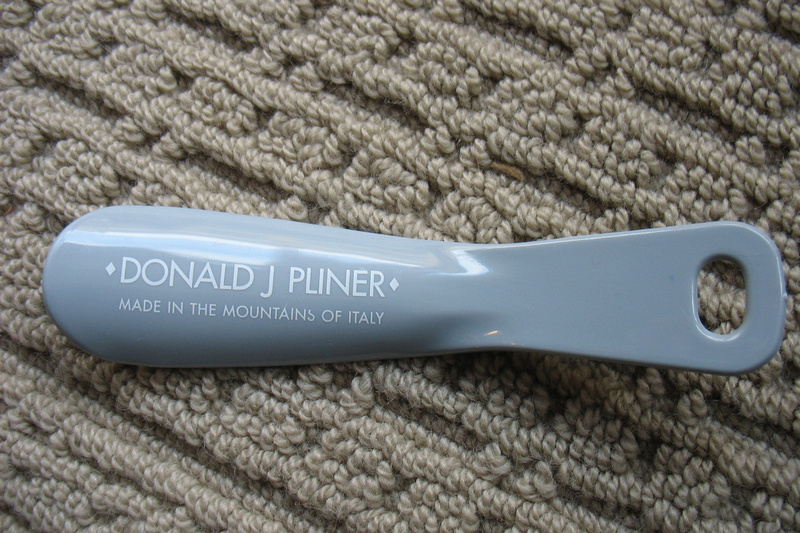 ♦DONALD J PLINER♦
MADE IN THE MOUNTAINS OF ITALY